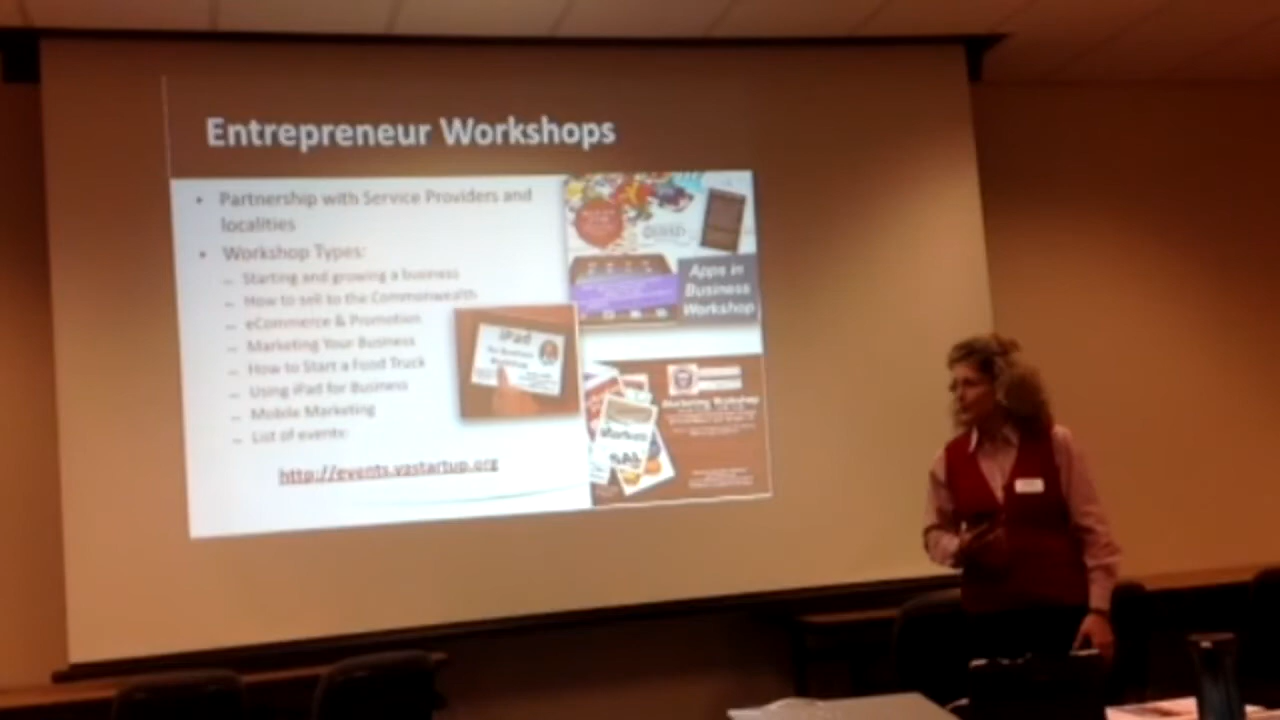 Entrepreneur Workshops
• Partnership with Service Providers and
localities
• Workshop Types:
– Starting and growing a business
– How to sell to the Commonwealth
– eCommerce & Promotion
– Marketing Your Business
– How to Start a Food Truck
– Using iPad for Business
– Mobile Marketing
– List of events:
http://events.vastartup.org
iPad
Apps in
Business
Workshop
Marketing Workshop